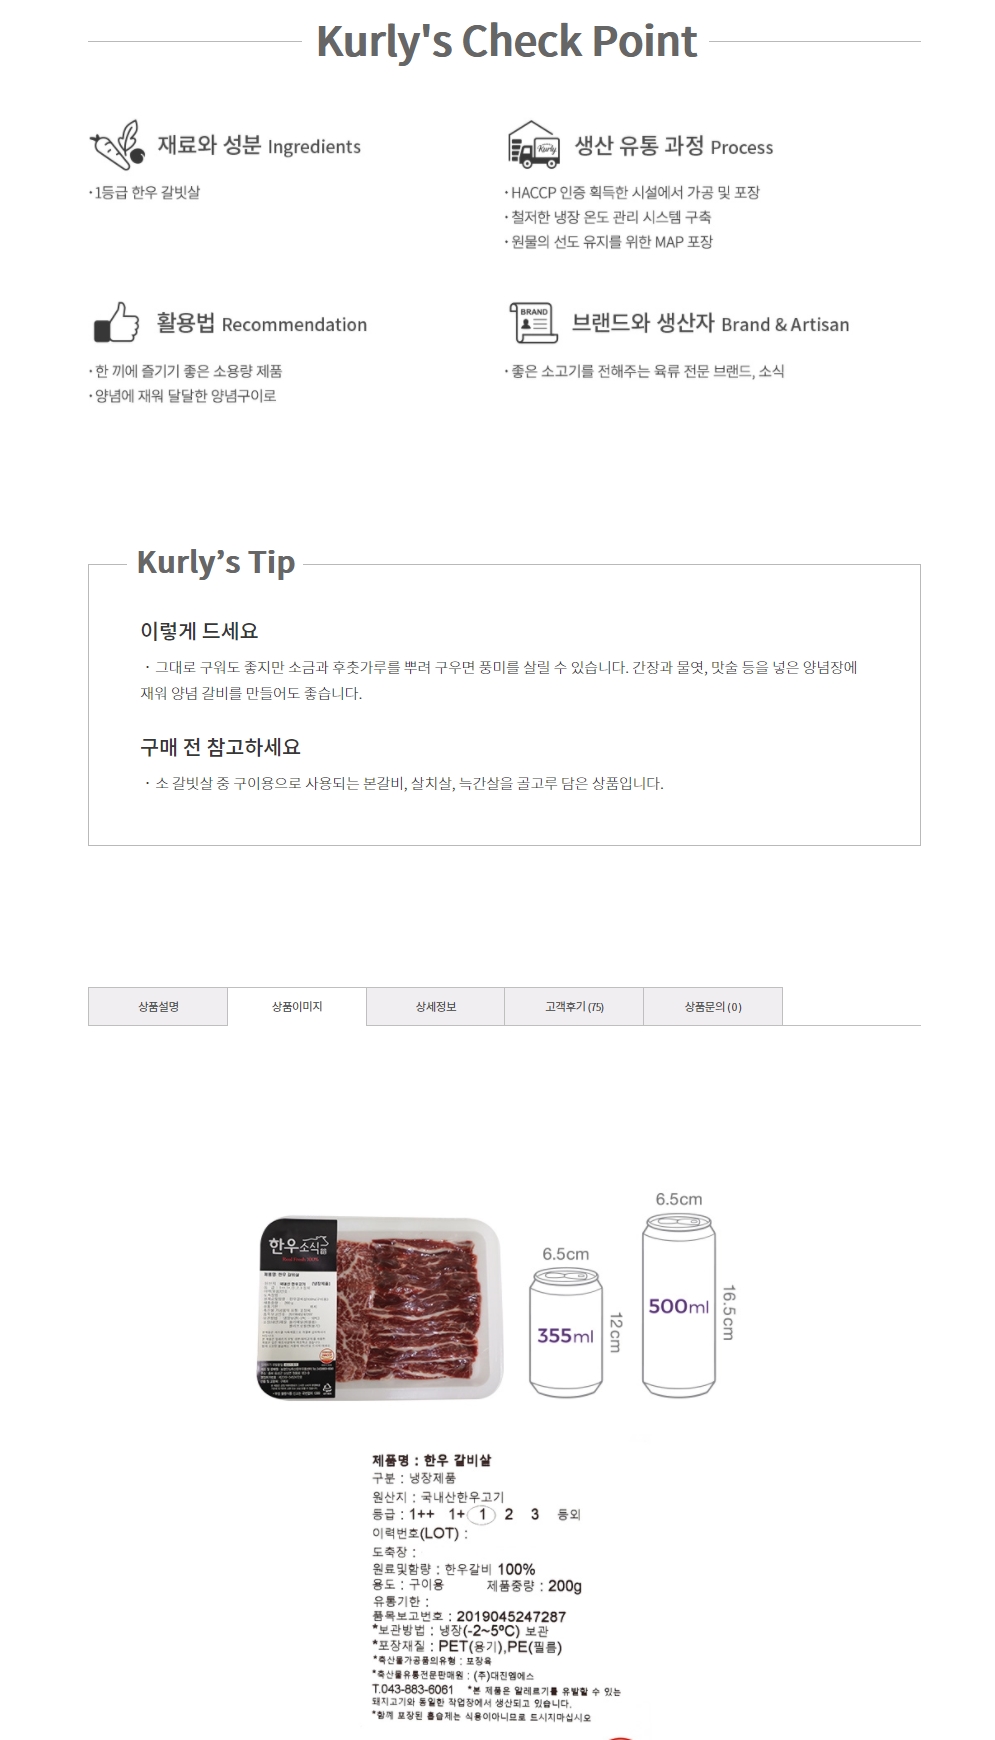 Kurly's Check Point
재료와 성분 Ingredients
·1등급 한우 갈빗살
Kurly
생산 유통 과정 Process
·HACCP 인증 획득한 시설에서 가공 및 포장
·철저한 냉장 온도 관리 시스템 구축
·원물의 선도 유지를 위한 MAP 포장
활용법 Recommendation
·한 끼에 즐기기 좋은 소용량 제품
·양념에 재워 달달한 양념구이로
BRAND
브랜드와 생산자 Brand & Artisan
·좋은 소고기를 전해주는 육류 전문 브랜드, 소식
Kurly’s Tip
이렇게 드세요
· 그대로 구워도 좋지만 소금과 후춧가루를 뿌려 구우면 풍미를 살릴 수 있습니다. 간장과 물엿, 맛술 등을 넣은 양념장에
재워 양념 갈비를 만들어도 좋습니다.
구매 전 참고하세요
· 소 갈빗살 중 구이용으로 사용되는 본갈비, 살치살, 늑간살을 골고루 담은 상품입니다.
상품설명
상품이미지
상세정보
고객후기 (75)
상품문의 (0)
한우소식
6.5cm
355ml
12cm
6.5cm
500ml
16.5cm
제품명 : 한우 갈비살
구분 : 냉장제품
원산지 : 국내산한우고기
등급 : 1++ 1+ 1 2 3 등외
이력번호(LOT) :
도축장 :
원료및함량 : 한우갈비 100%
용도 : 구이용 제품중량 : 200g
유통기한 :
품목보고번호 : 2019045247287
*보관방법 : 냉장(-2~5ºC) 보관
*포장재질 : PET(용기),PE(필름)
*축산물가공품의유형 : 포장육
*축산물유통전문판매원 : (주)대진엠에스
T.043-883-6061 *본 제품은 알레르기를 유발할 수 있는
돼지고기와 동일한 작업장에서 생산되고 있습니다.
*함께 포장된 흡습제는 식용이아니므로 드시지마십시오